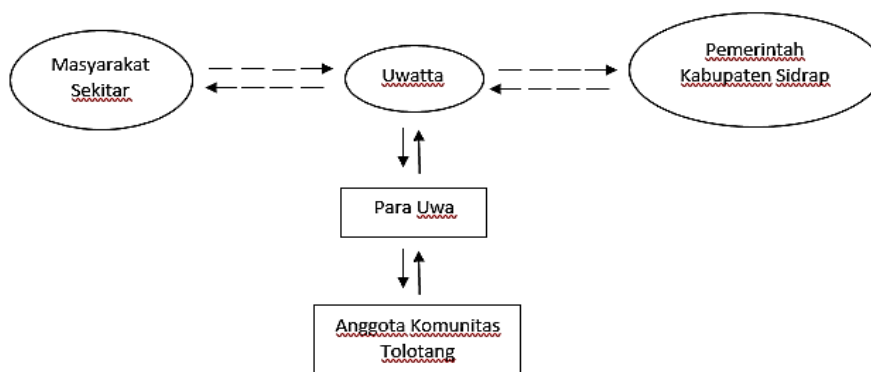 Masyarakat
Sekitar
Uwatta
Pemerintah
Kabupaten Sidrap
Para Uwa
Anggota Komunitas
Tolotang